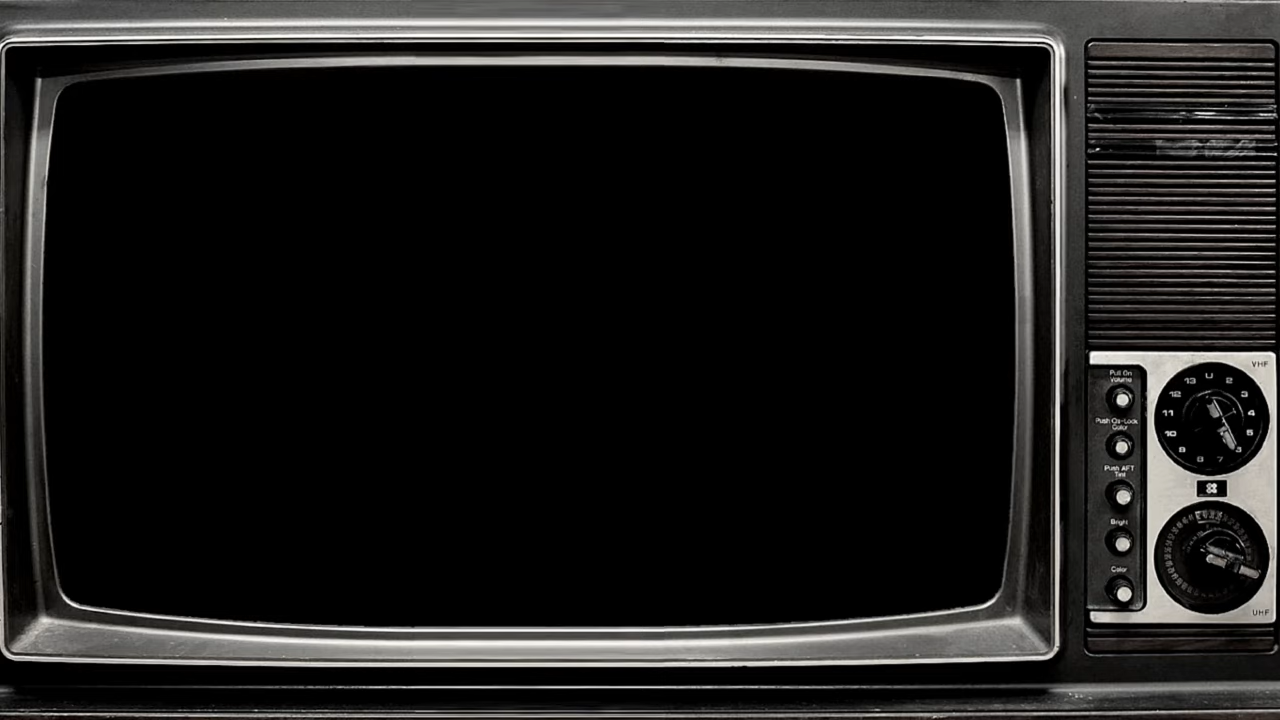 VHF
Pull On
Volume
Push On-Lock
Color
Push AFT
Tint
Bright
Color
U
2
3
4
5
7
8
9
10
11
12
13
UHF